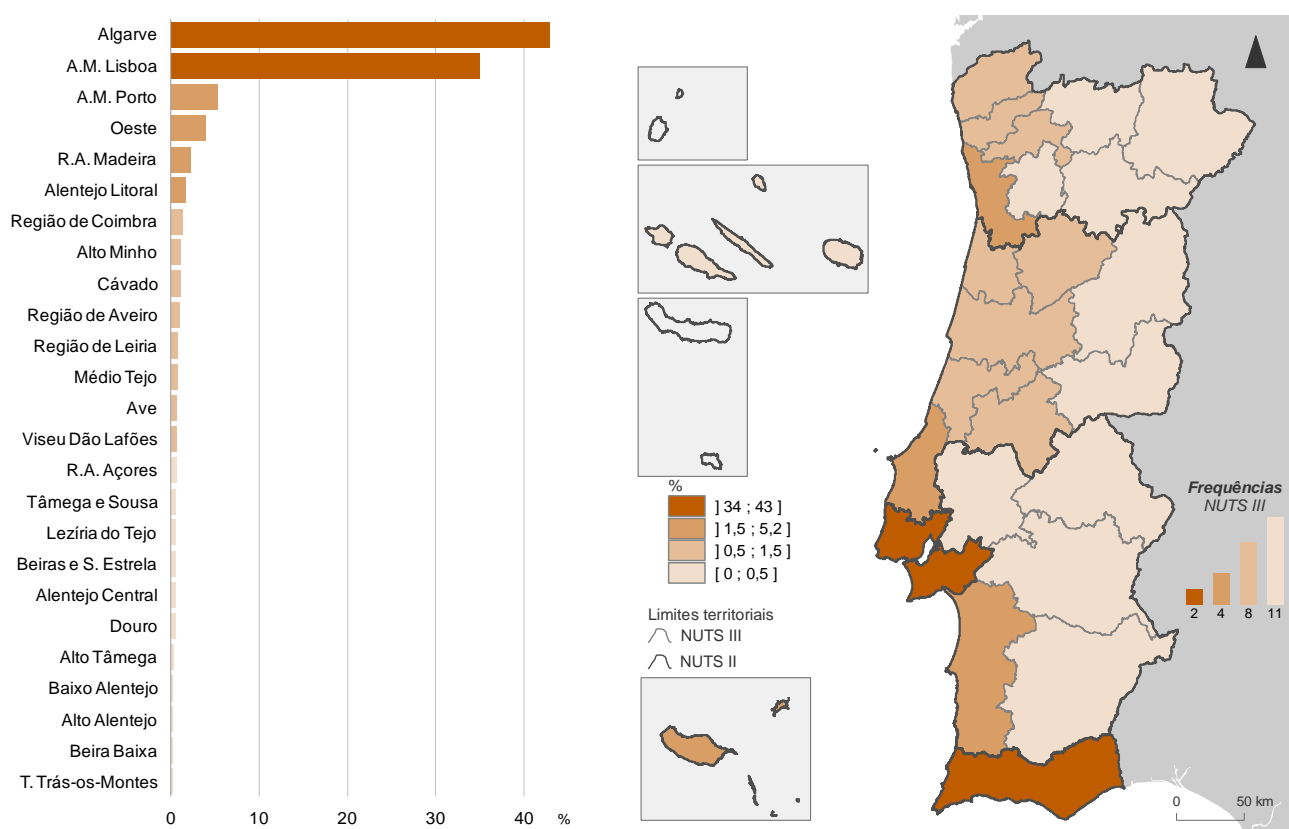 Algarve
A.M. Lisboa
A.M. Porto
Oeste
R.A. Madeira
Alentejo Litoral
Região de Coimbra
Alto Minho
Cávado
Região de Aveiro
Região de Leiria
Médio Tejo
Ave
Viseu Dão Lafões
R.A. Açores
Tâmega e Sousa
Lezíria do Tejo
Beiras e S. Estrela
Alentejo Central
Douro
Alto Tâmega
Baixo Alentejo
Alto Alentejo
Beira Baixa
T. Trás-os-Montes
0 10 20 30 40 %
%
] 34 ; 43 ]
] 1,5 ; 5,2 ]
] 0,5 ; 1,5 ]
[ 0 ; 0,5 ]
Limites territoriais
NUTS III
NUTS II
Frequências
NUTS III
2 4 8 11
0 50 km